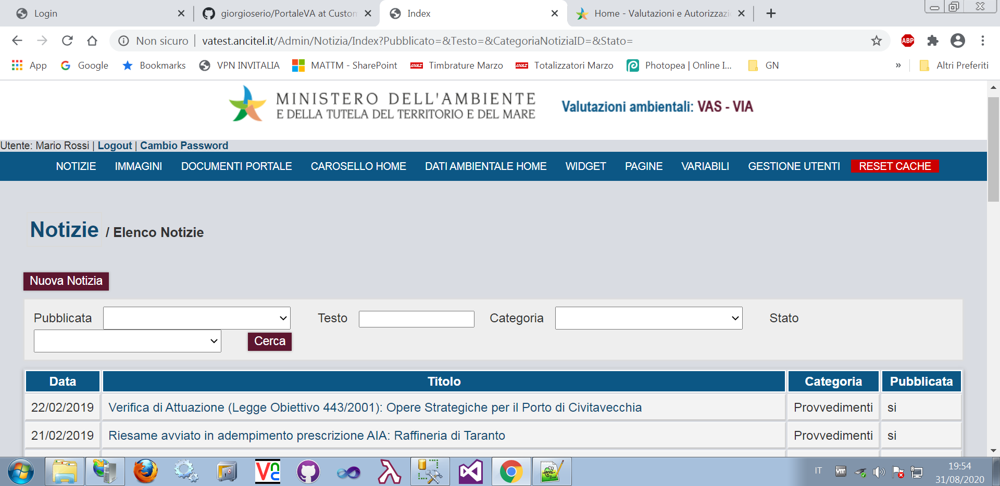 Login
giorgioserio/PortaleVA at Custom
Index
Home - Valutazioni e Autorizzazi
Non sicuro | vatest.ancitel.it/Admin/Notizia/Index?Pubblicato=&Testo=&CategoriaNotiziaID=&Stato=
ABP
App
Google
Bookmarks
VPN INVITALIA
MATTM - SharePoint
Timbrature Marzo
Totalizzatori Marzo
Photopea | Online I...
GN
»
Altri Preferiti
MINISTERO DELL'AMBIENTE
E DELLA TUTELA DEL TERRITORIO E DEL MARE
Valutazioni ambientali: VAS - VIA
Utente: Mario Rossi | Logout | Cambio Password
NOTIZIE IMMAGINI DOCUMENTI PORTALE CAROSELLO HOME DATI AMBIENTALE HOME WIDGET PAGINE VARIABILI GESTIONE UTENTI RESET CACHE
Notizie / Elenco Notizie
Nuova Notizia
Pubblicata Testo Categoria Stato
Cerca
Data Titolo Categoria Pubblicata
22/02/2019 Verifica di Attuazione (Legge Obiettivo 443/2001): Opere Strategiche per il Porto di Civitavecchia Provvedimenti si
21/02/2019 Riesame avviato in adempimento prescrizione AIA: Raffineria di Taranto Provvedimenti si
IT
19:54
31/08/2020